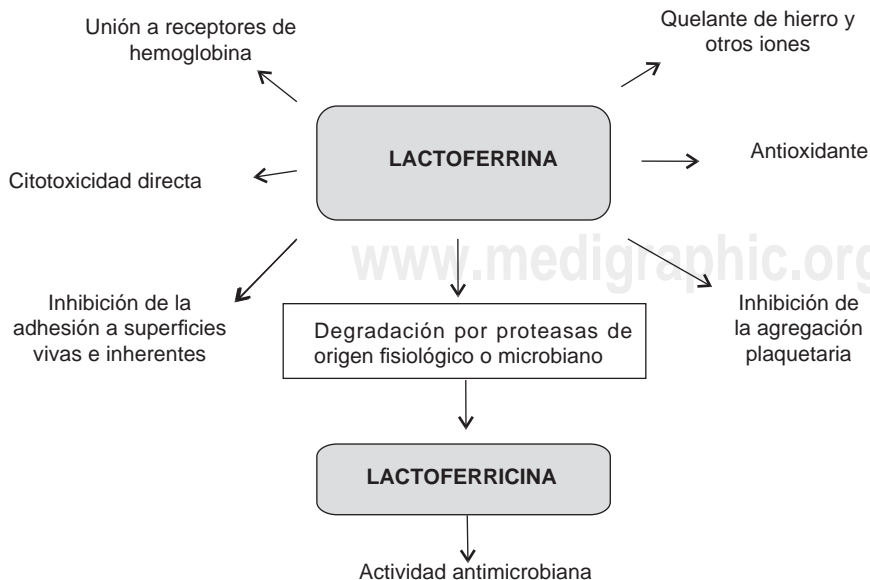 Unión a receptores de
hemoglobina
Quelante de hierro y
otros iones
LACTOFERRINA
Antioxidante
Citotoxicidad directa
www.medigraphic.org
Inhibición de la
adhesión a superficies
vivas e inherentes
Degradación por proteasas de
origen fisiológico o microbiano
Inhibición de
la agregación
plaquetaria
LACTOFERRICINA
Actividad antimicrobiana